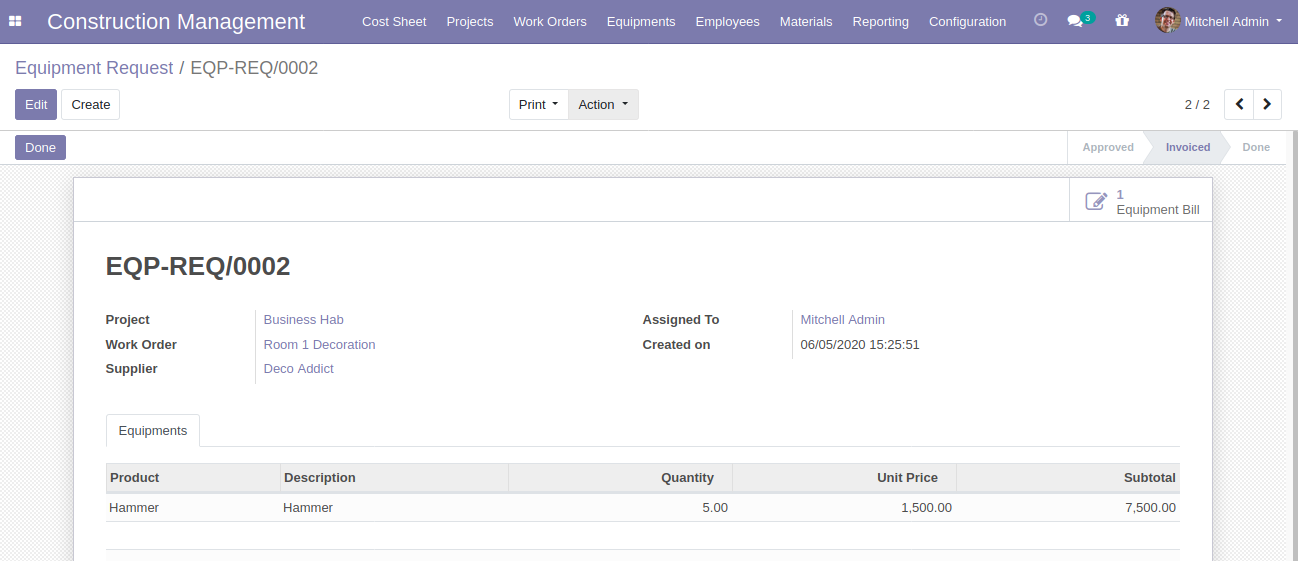 Construction Management Cost Sheet Projects Work Orders Equipments Employees Materials Reporting Configuration 3 Mitchell Admin
Equipment Request / EQP-REQ/0002
Edit Create Print Action 2 / 2
Done Approved Invoiced Done
1
Equipment Bill
EQP-REQ/0002
Project Business Hab Assigned To Mitchell Admin
Work Order Room 1 Decoration Created on 06/05/2020 15:25:51
Supplier Deco Addict
Equipments
Product Description Quantity Unit Price Subtotal
Hammer Hammer 5.00 1,500.00 7,500.00